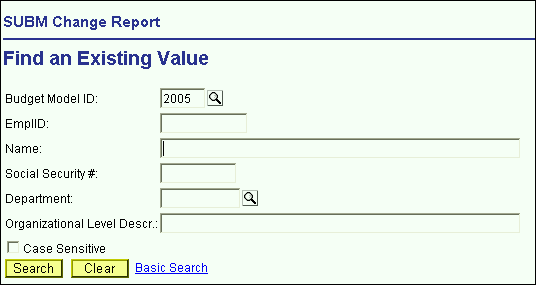 SUBM Change Report
Find an Existing Value
Budget Model ID: 2005
EmplID:
Name:
Social Security #:
Department:
Organizational Level Descr.:
Case Sensitive
Search Clear Basic Search